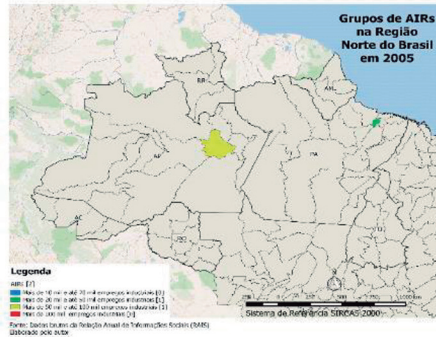 Grupos de AIRs
na Região
Norte do Brasil
em 2005
RR
AM
PA
AC
TO
Legenda
Mais de 10 mil e até 20 mil empregos industriais [0]
Mais de 20 mil e até 50 mil empregos industriais [1]
Mais de 50 mil e até 100 mil empregos industriais [1]
Mais de 100 mil empregos industriais [0]
1000 km
Sistema de Referência SIRGAS 2000
Fonte: Dados brutos da Relação Anual de Informações Sociais (RAIS)
Elaborado pelo autor